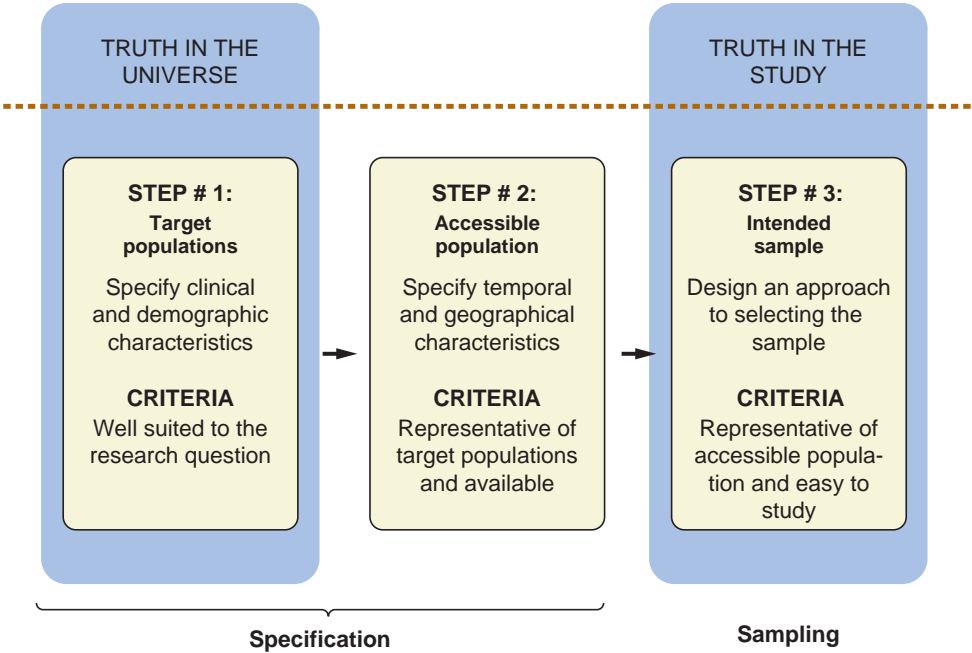 TRUTH IN THE
UNIVERSE
TRUTH IN THE
STUDY
STEP # 1:
Target
populations
Specify clinical
and demographic
characteristics
CRITERIA
Well suited to the
research question
STEP # 2:
Accessible
population
Specify temporal
and geographical
characteristics
CRITERIA
Representative of
target populations
and available
STEP # 3:
Intended
sample
Design an approach
to selecting the
sample
CRITERIA
Representative of
accessible popula-
tion and easy to
study
Specification
Sampling